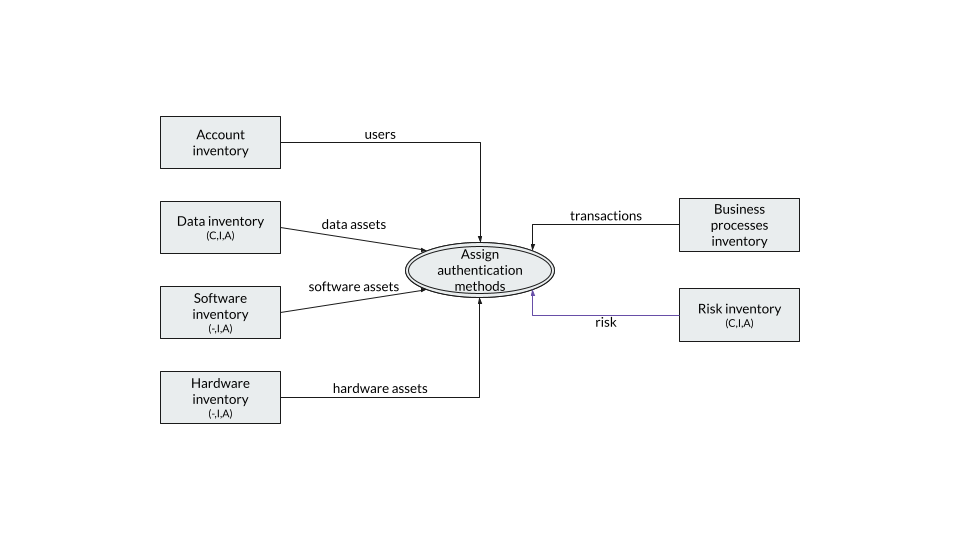 Account
inventory
users
Data inventory
(C,I,A)
data assets
Software
inventory
(-,I,A)
software assets
Hardware
inventory
(-,I,A)
hardware assets
Assign
authentication
methods
transactions
Business
processes
inventory
risk
Risk inventory
(C,I,A)